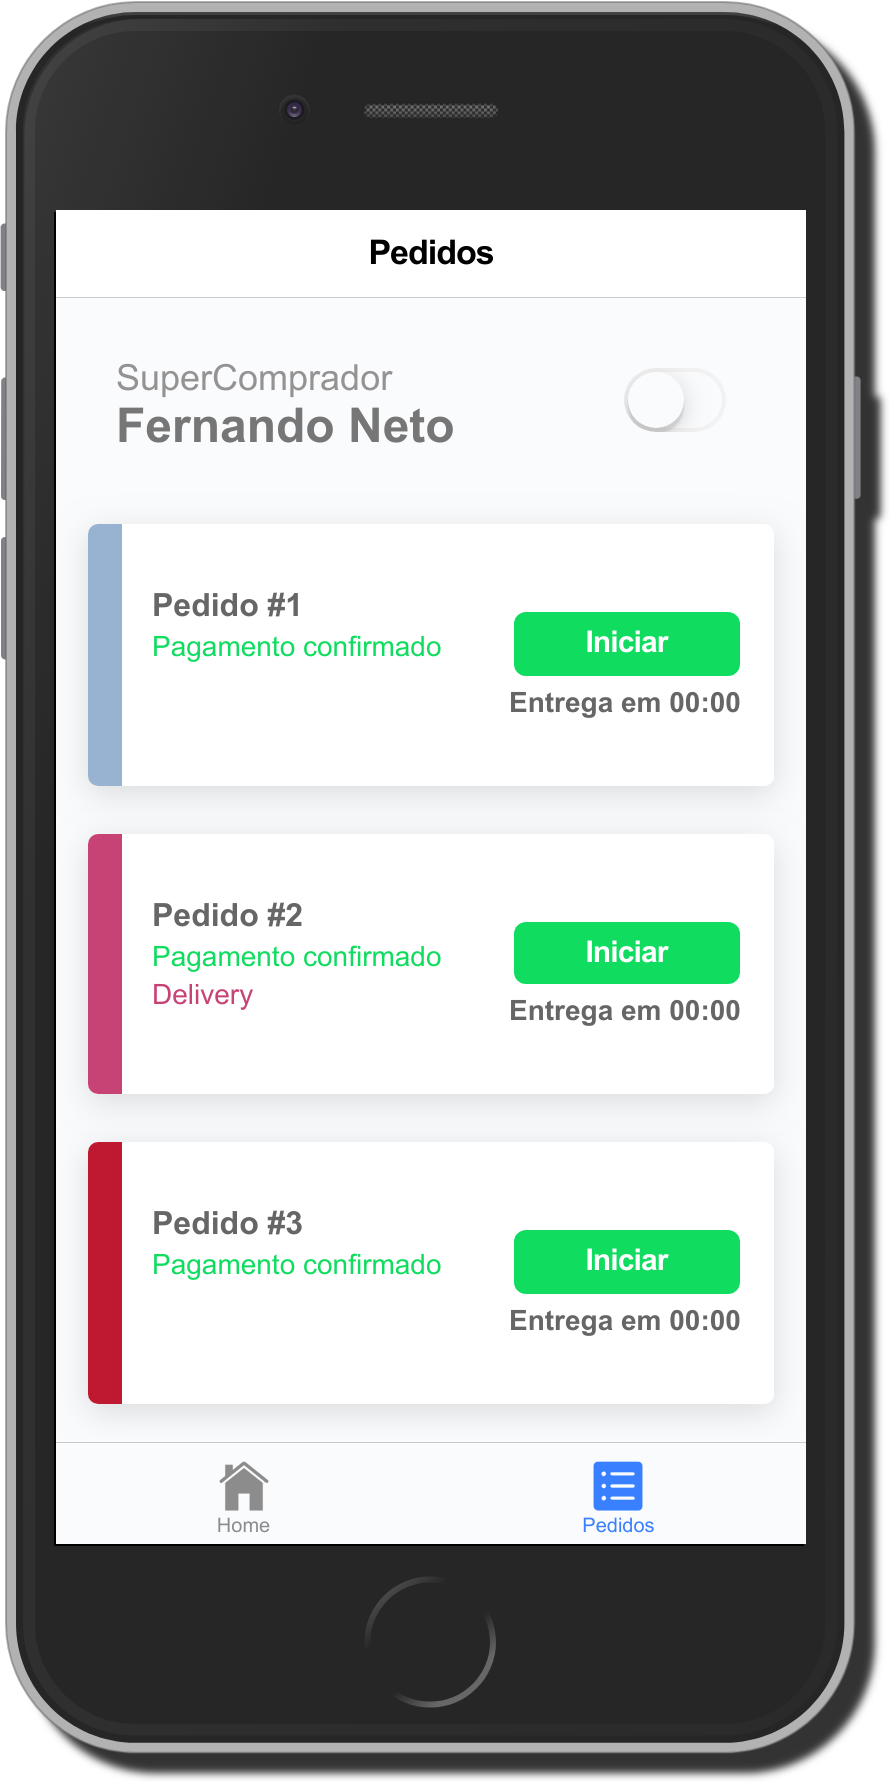 Pedidos
SuperComprador
Fernando Neto
Pedido #1
Pagamento confirmado
Iniciar
Entrega em 00:00
Pedido #2
Pagamento confirmado
Delivery
Iniciar
Entrega em 00:00
Pedido #3
Pagamento confirmado
Iniciar
Entrega em 00:00
Home
Pedidos